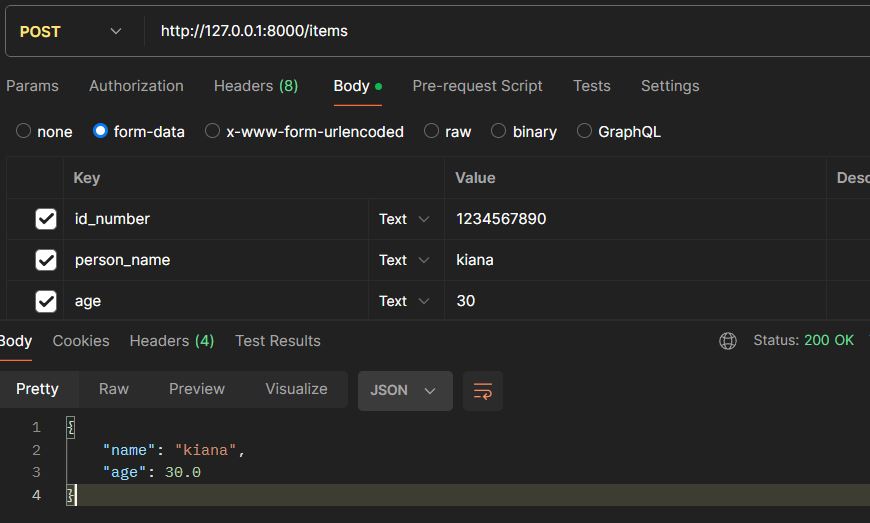 POST http://127.0.0.1:8000/items
Params Authorization Headers (8) Body Pre-request Script Tests Settings
none form-data x-www-form-urlencoded raw binary GraphQL
Key Value Desc
id_number Text 1234567890
person_name Text kiana
age Text 30
Body Cookies Headers (4) Test Results Status: 200 OK
Pretty Raw Preview Visualize JSON
1 {
2 "name": "kiana",
3 "age": 30.0
4 }